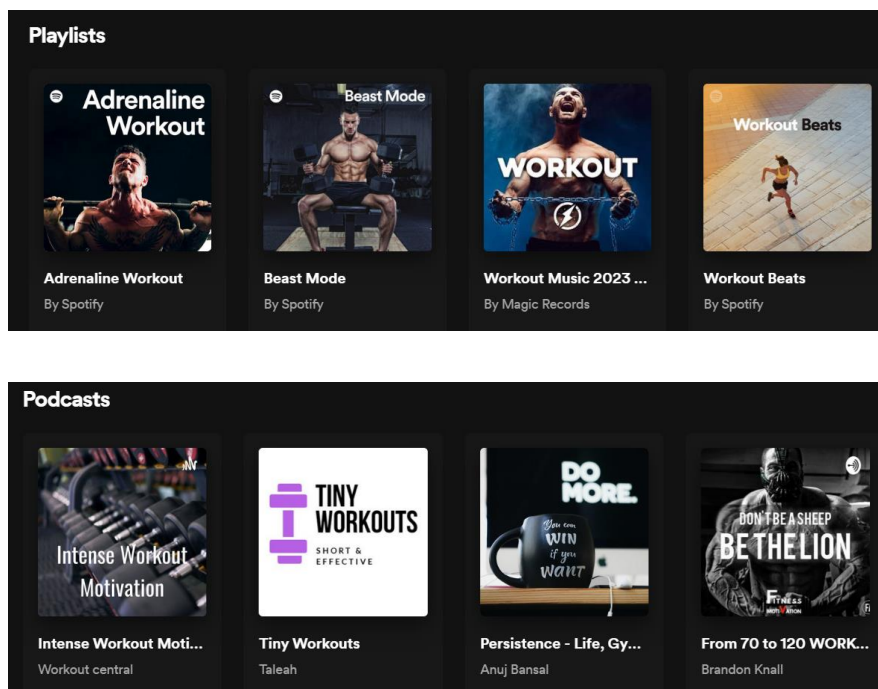 Playlists
Adrenaline
Workout
Beast Mode
WORKOUT
Workout Beats
Adrenaline Workout
Beast Mode
Workout Music 2023 ...
Workout Beats
By Spotify
By Spotify
By Magic Records
By Spotify
Podcasts
Intense Workout
Motivation
TINY
WORKOUTS
SHORT &
EFFECTIVE
DO
MORE.
You can
WIN
if you
WANT
DON'T BE A SHEEP
BE THE LION
FITNESS
MOTIVATION
Intense Workout Moti...
Tiny Workouts
Persistence - Life, Gy...
From 70 to 120 WORK...
Workout central
Taleah
Anuj Bansal
Brandon Knall